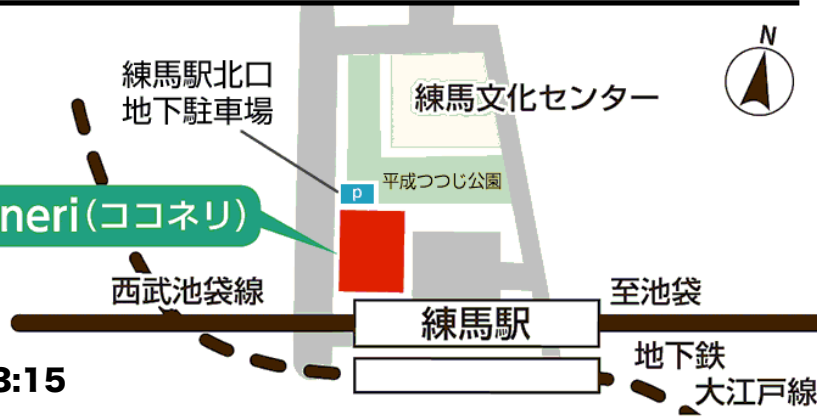 N
練馬駅北口
地下駐車場
練馬文化センター
平成つつじ公園
p
neri(ココネリ)
西武池袋線
至池袋
練馬駅
地下鉄
大江戸線
3:15